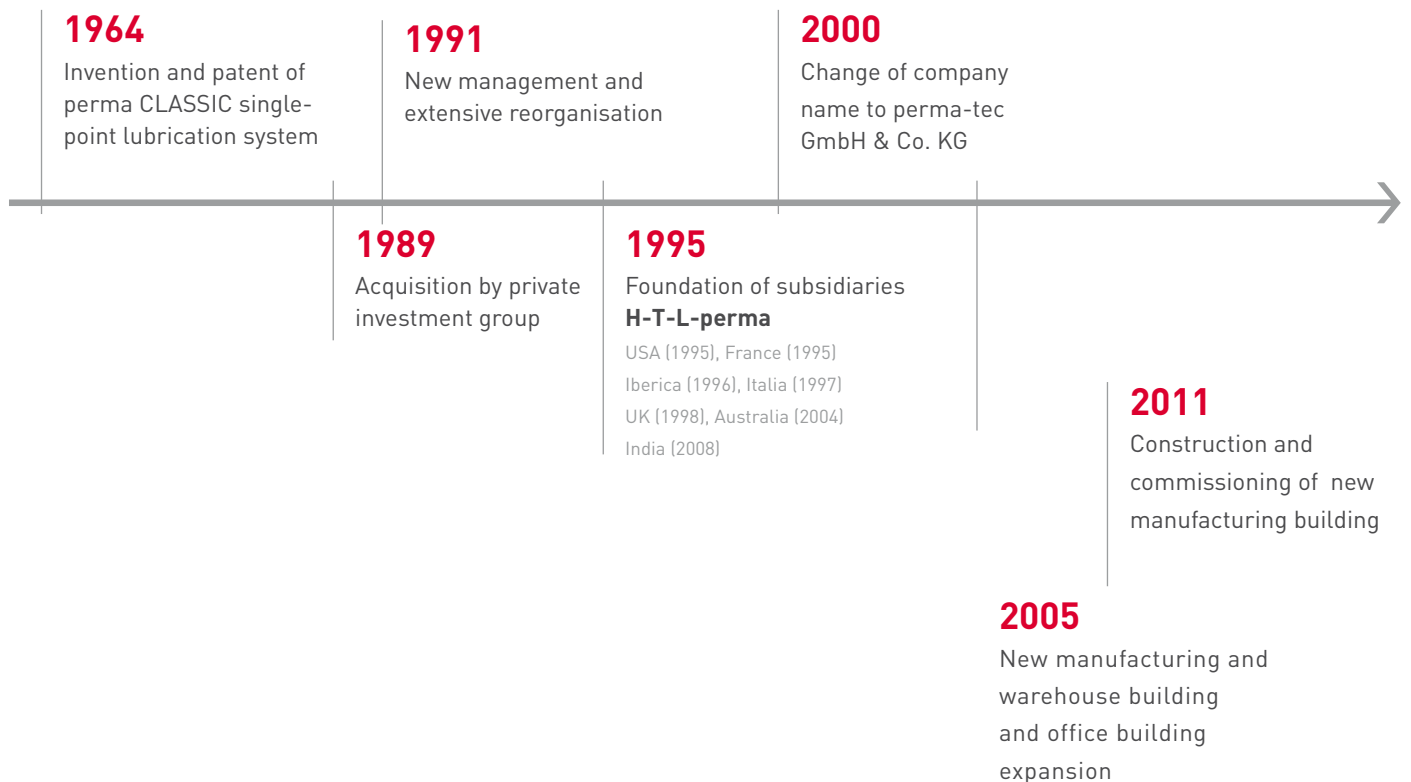 1964
Invention and patent of
perma CLASSIC single-
point lubrication system
1991
New management and
extensive reorganisation
2000
Change of company
name to perma-tec
GmbH & Co. KG
1989
Acquisition by private
investment group
1995
Foundation of subsidiaries
H-T-L-perma
USA (1995), France (1995)
Iberica (1996), Italia (1997)
UK (1998), Australia (2004)
India (2008)
2011
Construction and
commissioning of new
manufacturing building
2005
New manufacturing and
warehouse building
and office building
expansion